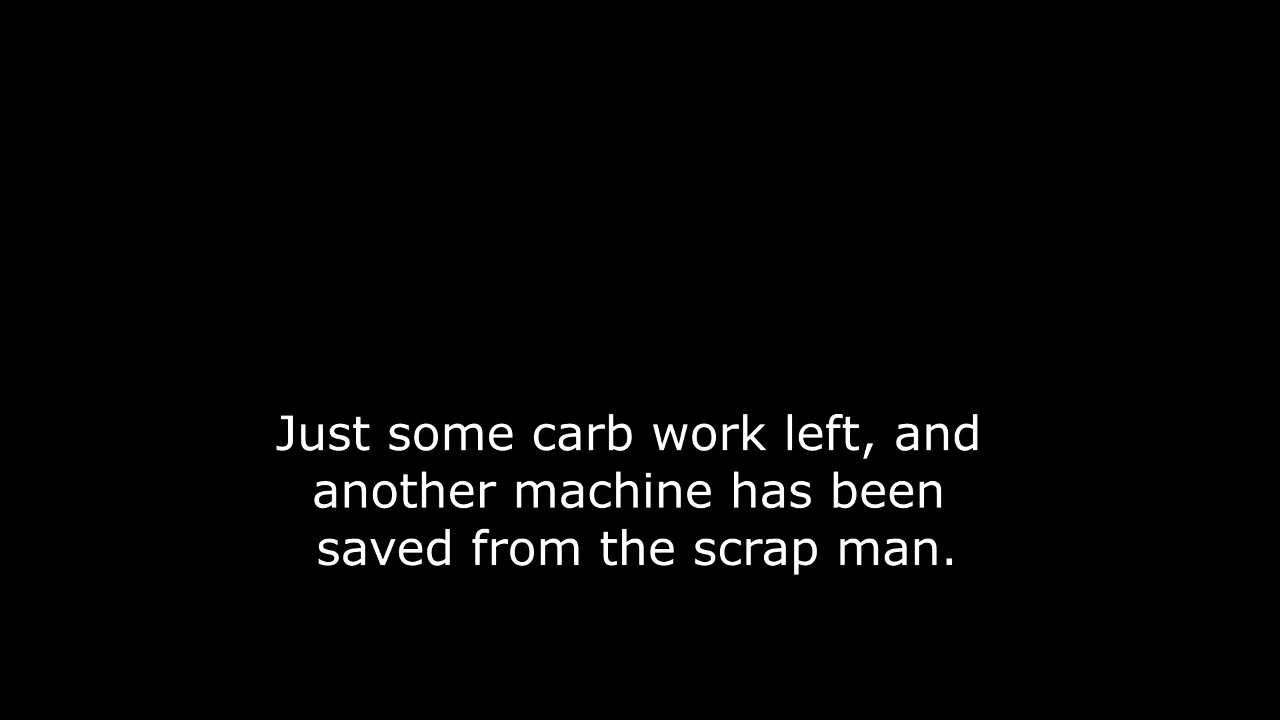 Just some carb work left, and
another machine has been
saved from the scrap man.